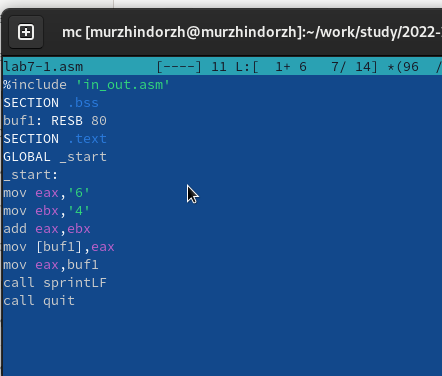 mc [murzhindorzh@murzhindorzh]:~/work/study/2022-
lab7-1.asm [----] 11 L:[ 1+ 6 7/ 14] *(96 /
%include 'in_out.asm'
SECTION .bss
buf1: RESB 80
SECTION .text
GLOBAL _start
_start:
mov eax,'6'
mov ebx,'4'
add eax,ebx
mov [buf1],eax
mov eax,buf1
call sprintLF
call quit